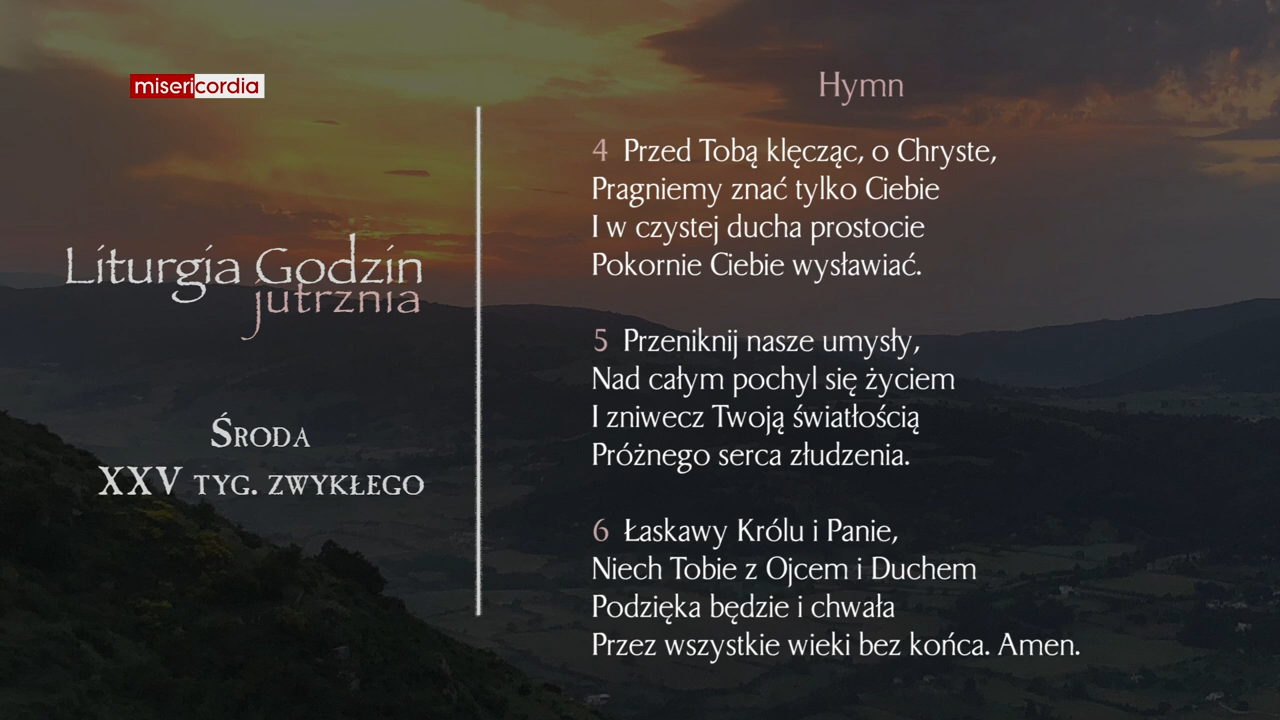 misericordia
Liturgia Godzin
jutrznia
Środa
XXV tyg. zwykłego
Hymn
4 Przed Tobą klęcząc, o Chryste,
Pragniemy znać tylko Ciebie
I w czystej ducha prostocie
Pokornie Ciebie wysławiać.
5 Przeniknij nasze umysły,
Nad całym pochyl się życiem
I zniwecz Twoją światłością
Próżnego serca złudzenia.
6 Łaskawy Królu i Panie,
Niech Tobie z Ojcem i Duchem
Podzięka będzie i chwała
Przez wszystkie wieki bez końca. Amen.